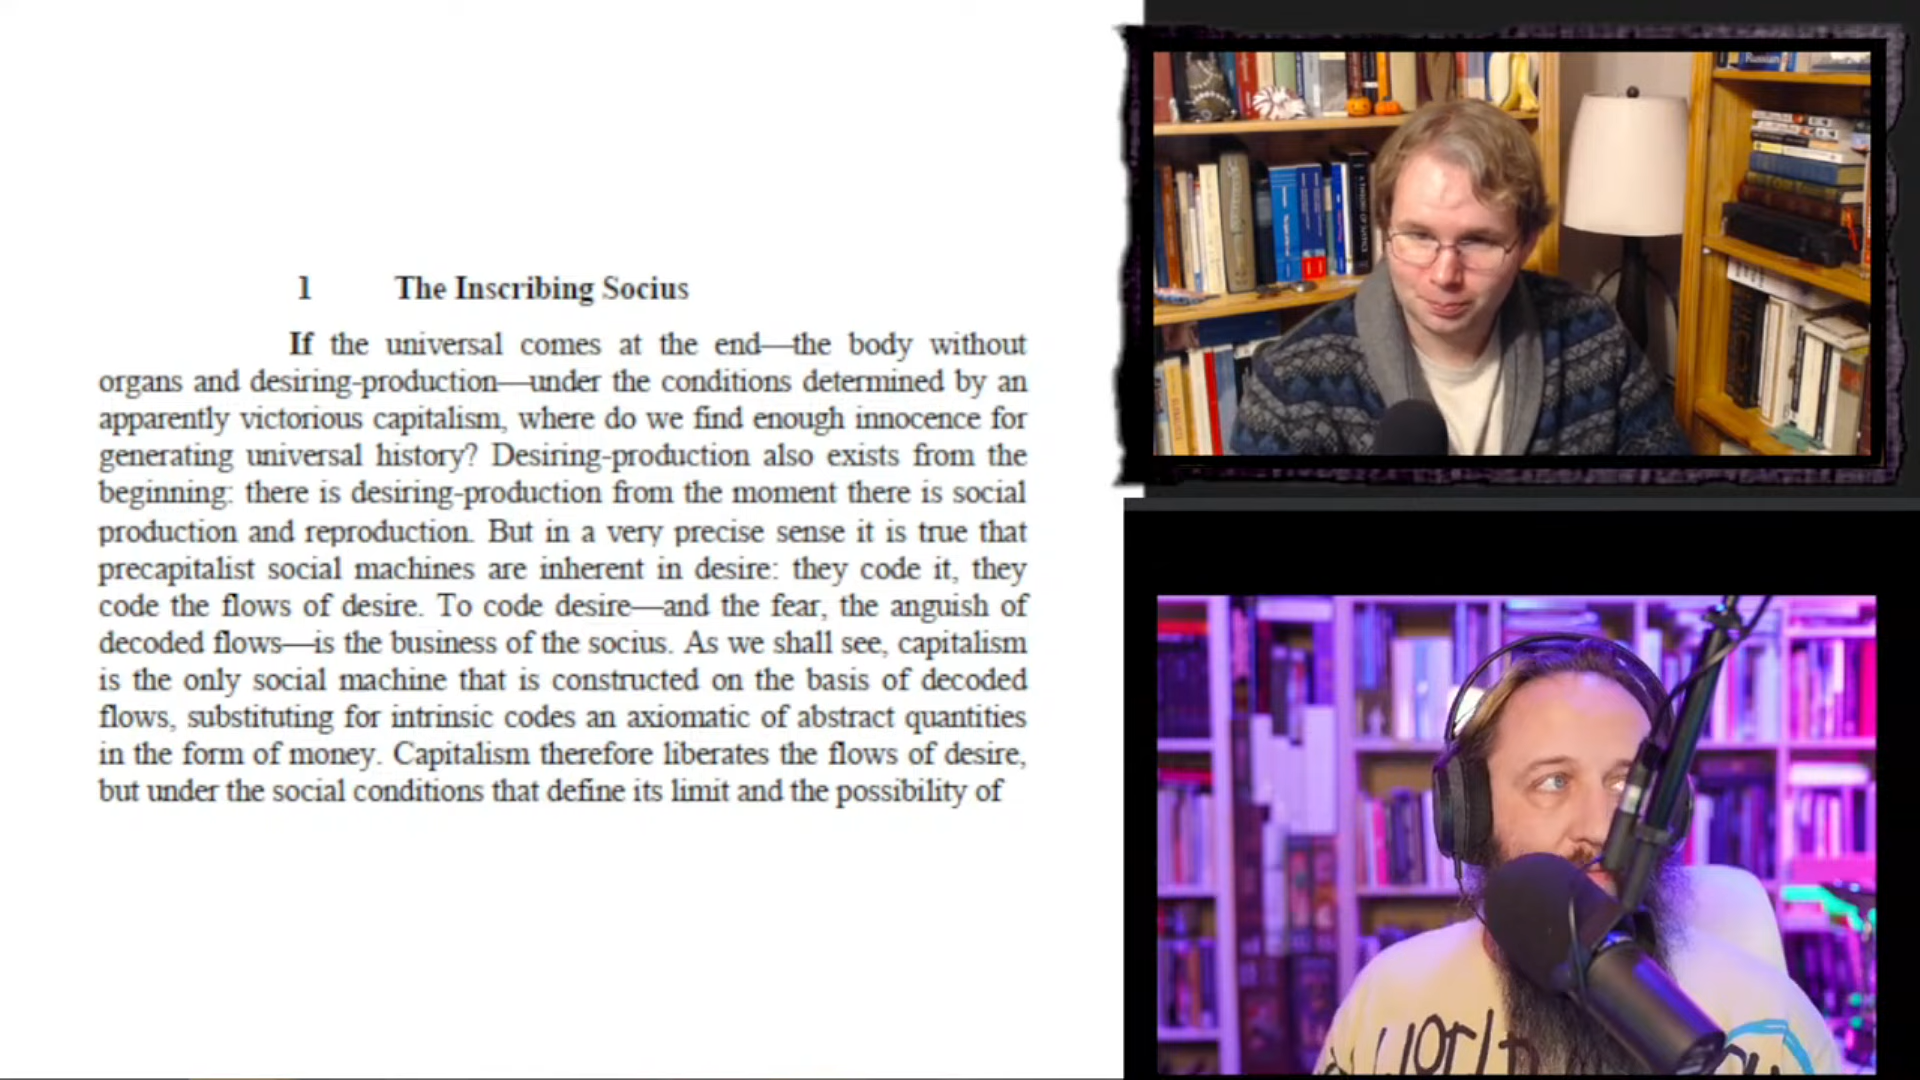 1 The Inscribing Socius
If the universal comes at the end—the body without
organs and desiring-production—under the conditions determined by an
apparently victorious capitalism, where do we find enough innocence for
generating universal history? Desiring-production also exists from the
beginning: there is desiring-production from the moment there is social
production and reproduction. But in a very precise sense it is true that
precapitalist social machines are inherent in desire: they code it, they
code the flows of desire. To code desire—and the fear, the anguish of
decoded flows—is the business of the socius. As we shall see, capitalism
is the only social machine that is constructed on the basis of decoded
flows, substituting for intrinsic codes an axiomatic of abstract quantities
in the form of money. Capitalism therefore liberates the flows of desire,
but under the social conditions that define its limit and the possibility of
Russian
A THEORY OF JUSTICE